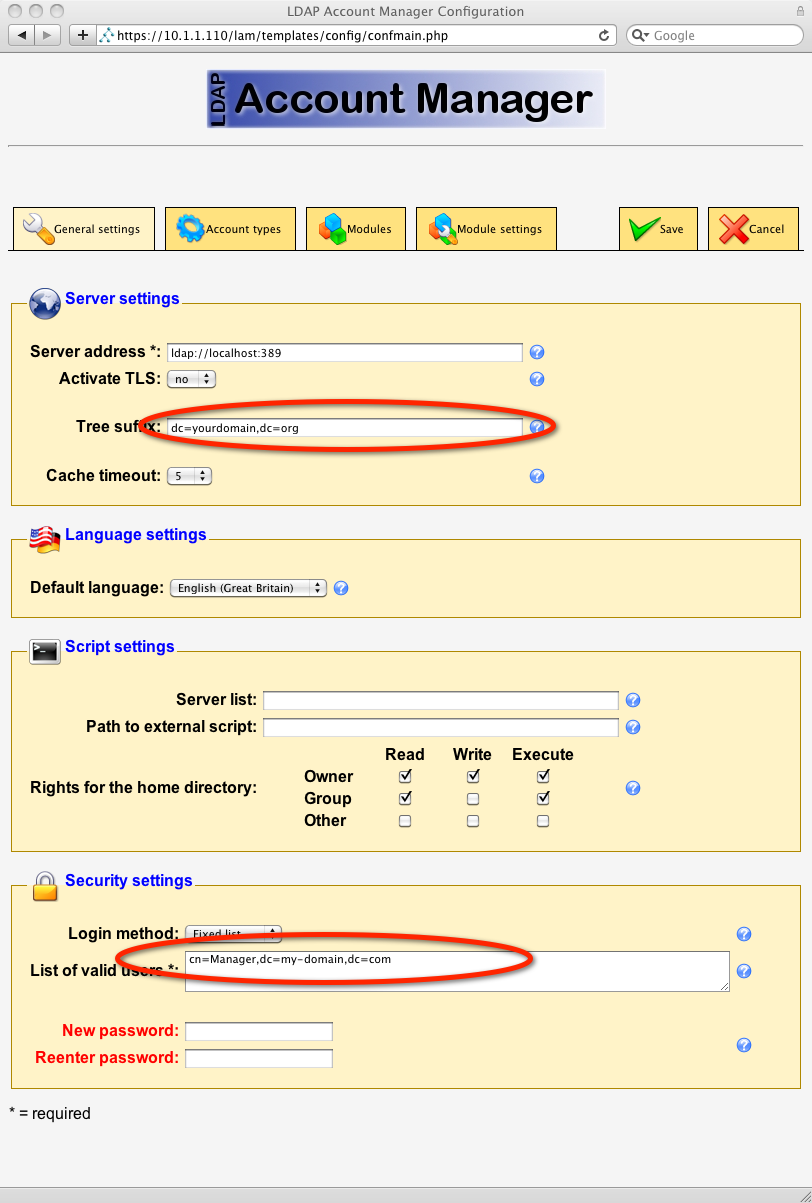 LDAP Account Manager Configuration
https://10.1.1.110/lam/templates/config/confmain.php
Google
LDAP Account Manager
General settings
Account types
Modules
Module settings
Save
Cancel
Server settings
Server address *: ldap://localhost:389
Activate TLS: no
Tree suffix: dc=yourdomain,dc=org
Cache timeout: 5
Language settings
Default language: English (Great Britain)
Script settings
Server list:
Path to external script:
Read Write Execute
Rights for the home directory:
Owner
Group
Other
Security settings
Login method: Fixed list
List of valid users *: cn=Manager,dc=my-domain,dc=com
New password:
Reenter password:
* = required